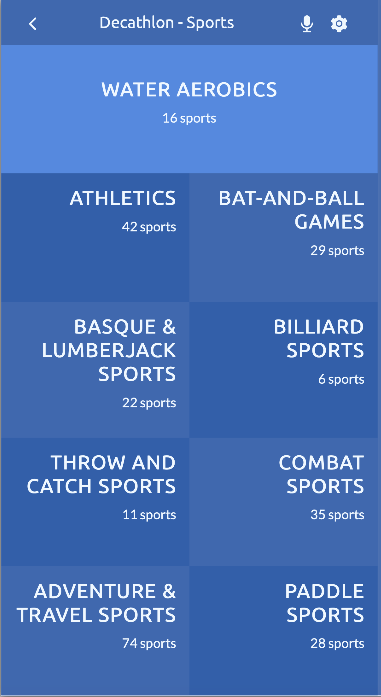 Decathlon - Sports
WATER AEROBICS
16 sports
ATHLETICS
42 sports
BAT-AND-BALL
GAMES
29 sports
BASQUE &
LUMBERJACK
SPORTS
22 sports
BILLIARD
SPORTS
6 sports
THROW AND
CATCH SPORTS
11 sports
COMBAT
SPORTS
35 sports
ADVENTURE &
TRAVEL SPORTS
74 sports
PADDLE
SPORTS
28 sports